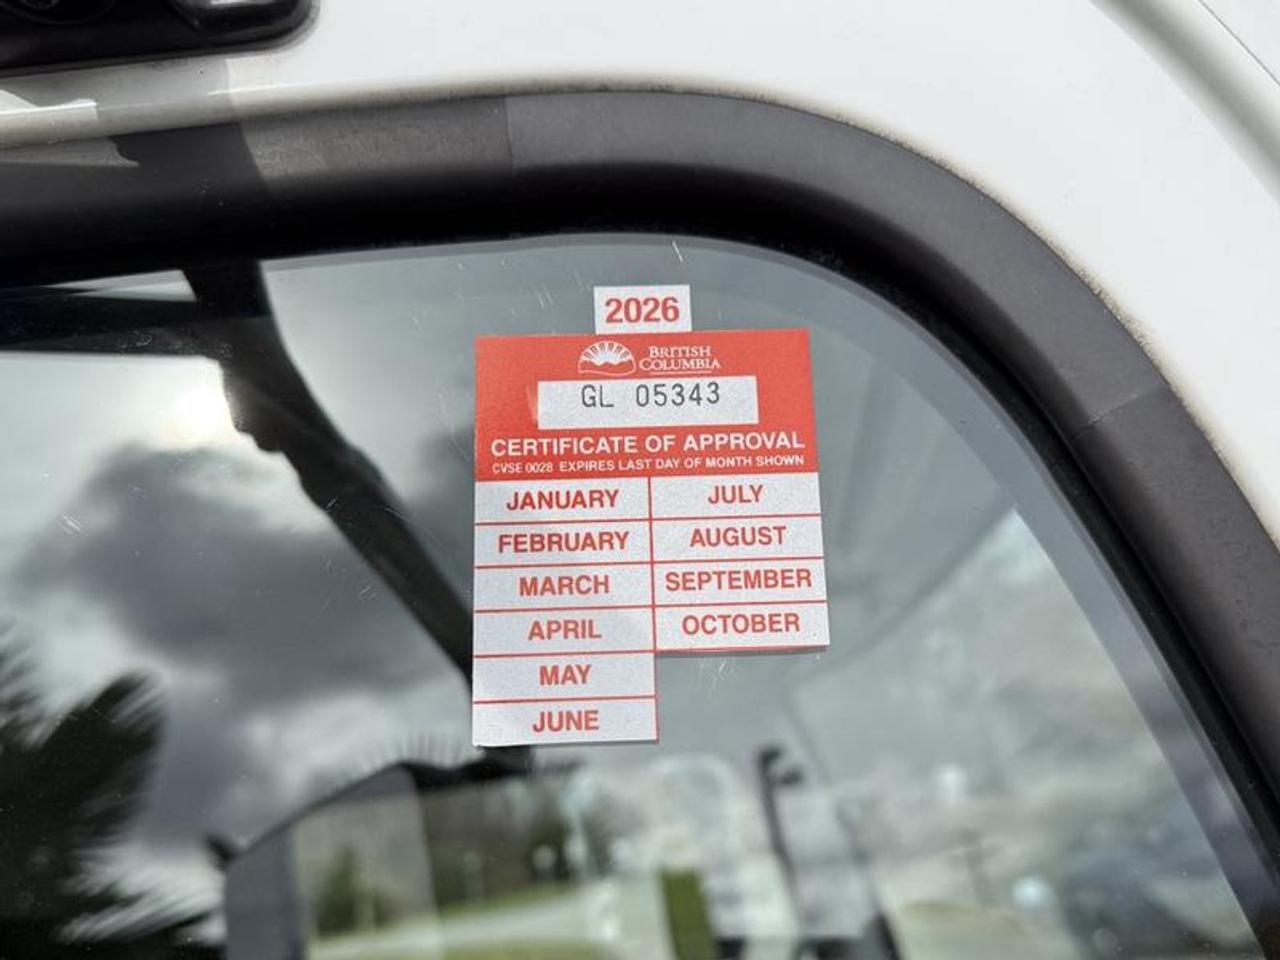 2026
BRITISH
COLUMBIA
GL 05343
CERTIFICATE OF APPROVAL
CVSE 0028 EXPIRES LAST DAY OF MONTH SHOWN
JANUARY JULY
FEBRUARY AUGUST
MARCH SEPTEMBER
APRIL OCTOBER
MAY
JUNE